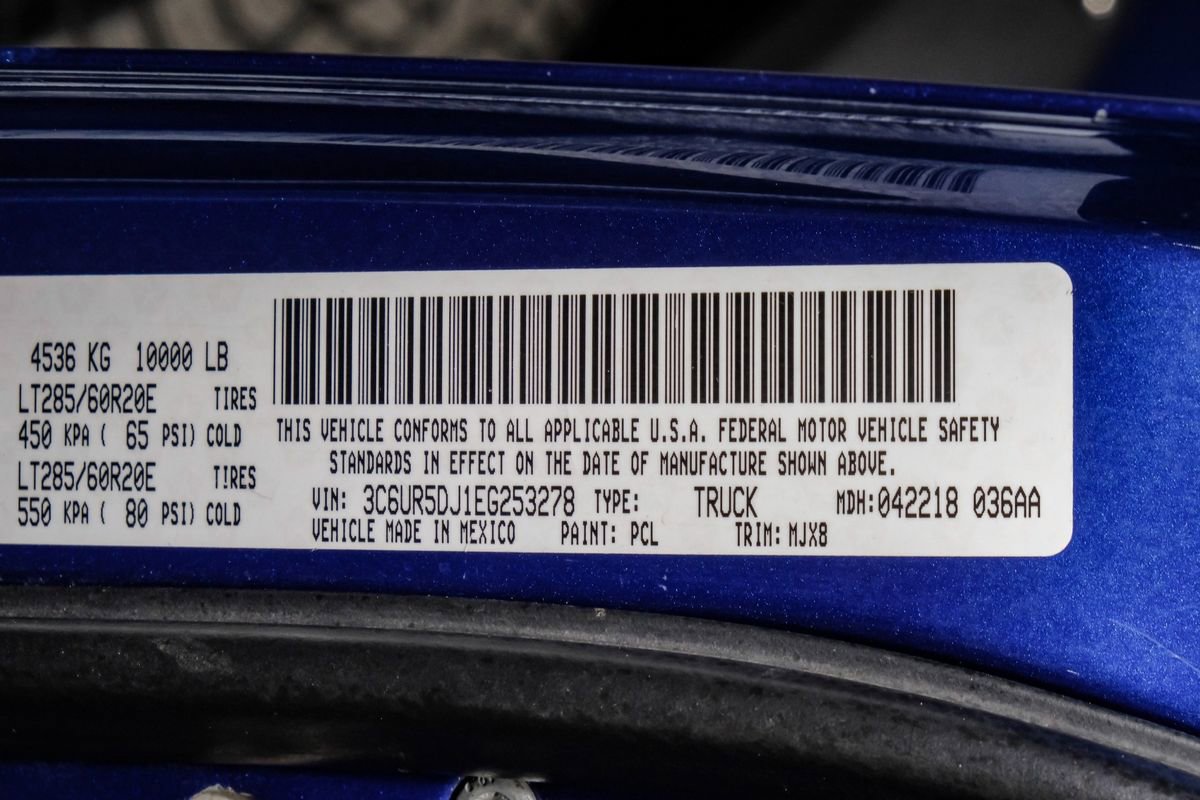 4536 KG 10000 LB
LT285/60R20E TIRES
450 KPA ( 65 PSI) COLD
LT285/60R20E TIRES
550 KPA ( 80 PSI) COLD
THIS VEHICLE CONFORMS TO ALL APPLICABLE U.S.A. FEDERAL MOTOR VEHICLE SAFETY
STANDARDS IN EFFECT ON THE DATE OF MANUFACTURE SHOWN ABOVE.
VIN: 3C6UR5DJ1EG253278 TYPE: TRUCK MDH:042218 036AA
VEHICLE MADE IN MEXICO PAINT: PCL TRIM: MJX8